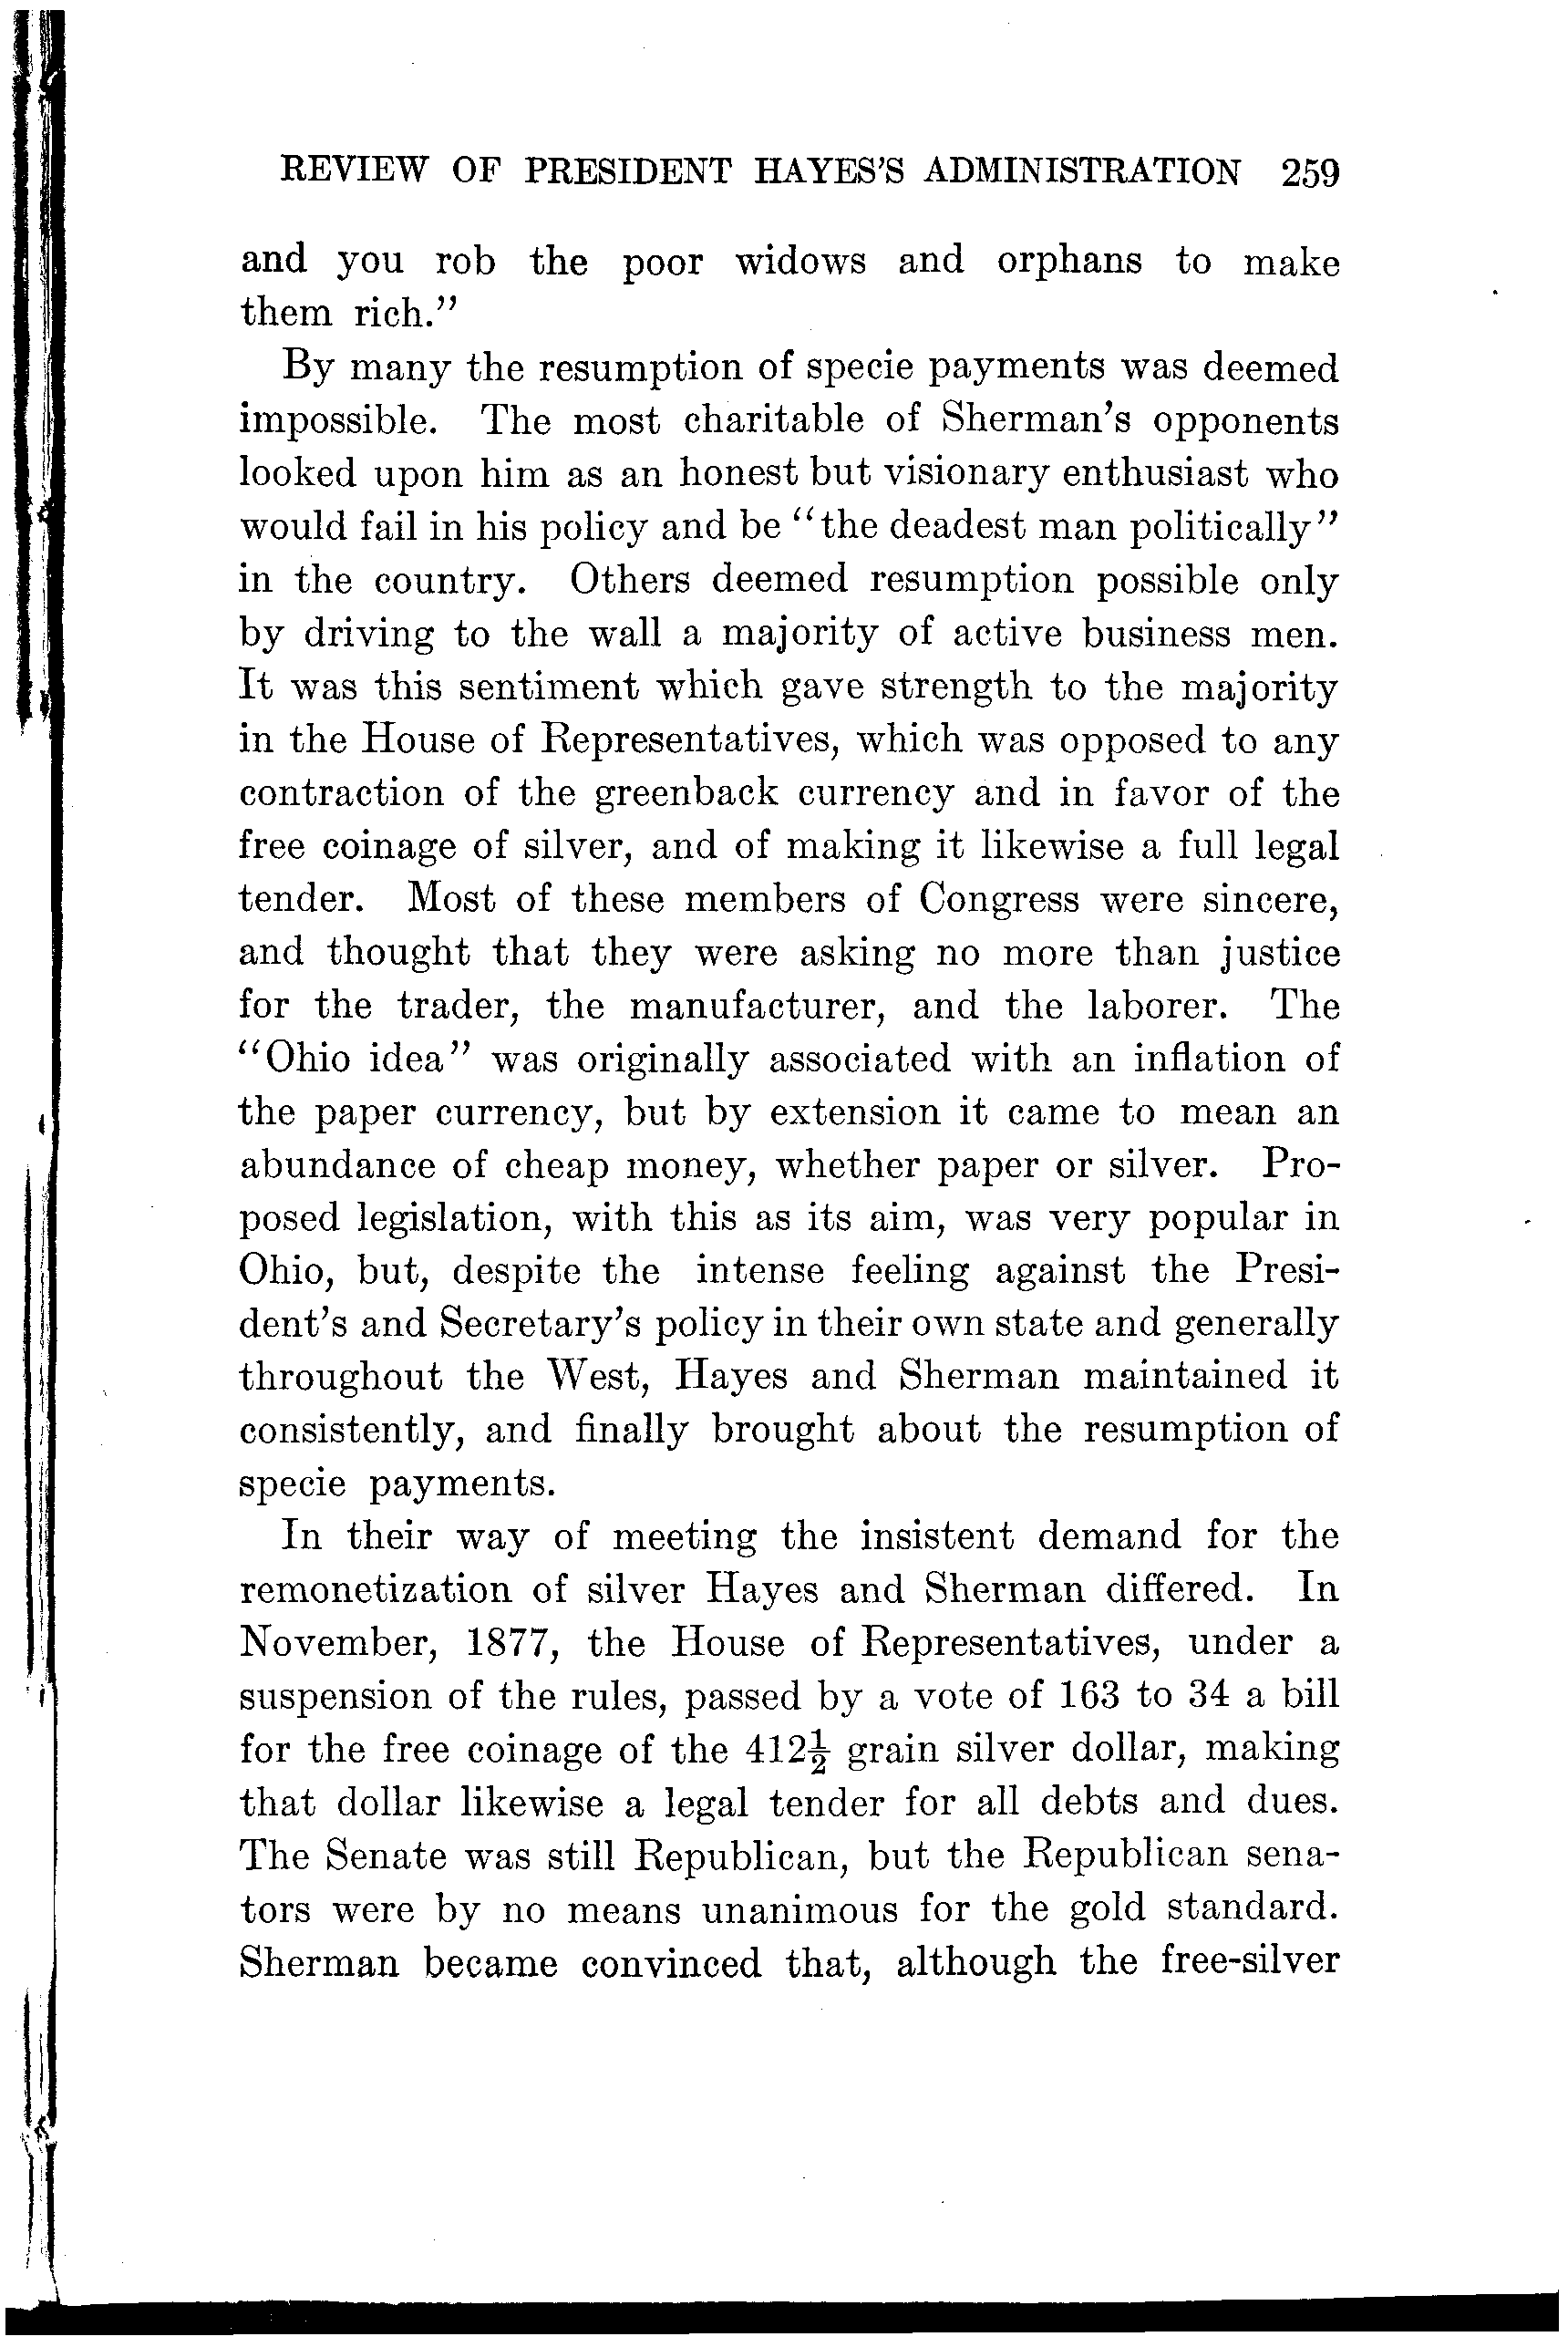 REVIEW OF PRESIDENT HAYES'S ADMINISTRATION 259
and you rob the poor widows and orphans to make
them rich."
By many the resumption of specie payments was deemed
impossible. The most charitable of Sherman's opponents
looked upon him as an honest but visionary enthusiast who
would fail in his policy and be "the deadest man politically"
in the country. Others deemed resumption possible only
by driving to the wall a majority of active business men.
It was this sentiment which gave strength to the majority
in the House of Representatives, which was opposed to any
contraction of the greenback currency and in favor of the
free coinage of silver, and of making it likewise a full legal
tender. Most of these members of Congress were sincere,
and thought that they were asking no more than justice
for the trader, the manufacturer, and the laborer. The
"Ohio idea" was originally associated with an inflation of
the paper currency, but by extension it came to mean an
abundance of cheap money, whether paper or silver. Pro-
posed legislation, with this as its aim, was very popular in
Ohio, but, despite the intense feeling against the Presi-
dent's and Secretary's policy in their own state and generally
throughout the West, Hayes and Sherman maintained it
consistently, and finally brought about the resumption of
specie payments.
In their way of meeting the insistent demand for the
remonetization of silver Hayes and Sherman differed. In
November, 1877, the House of Representatives, under a
suspension of the rules, passed by a vote of 163 to 34 a bill
for the free coinage of the 412½ grain silver dollar, making
that dollar likewise a legal tender for all debts and dues.
The Senate was still Republican, but the Republican sena-
tors were by no means unanimous for the gold standard.
Sherman became convinced that, although the free-silver